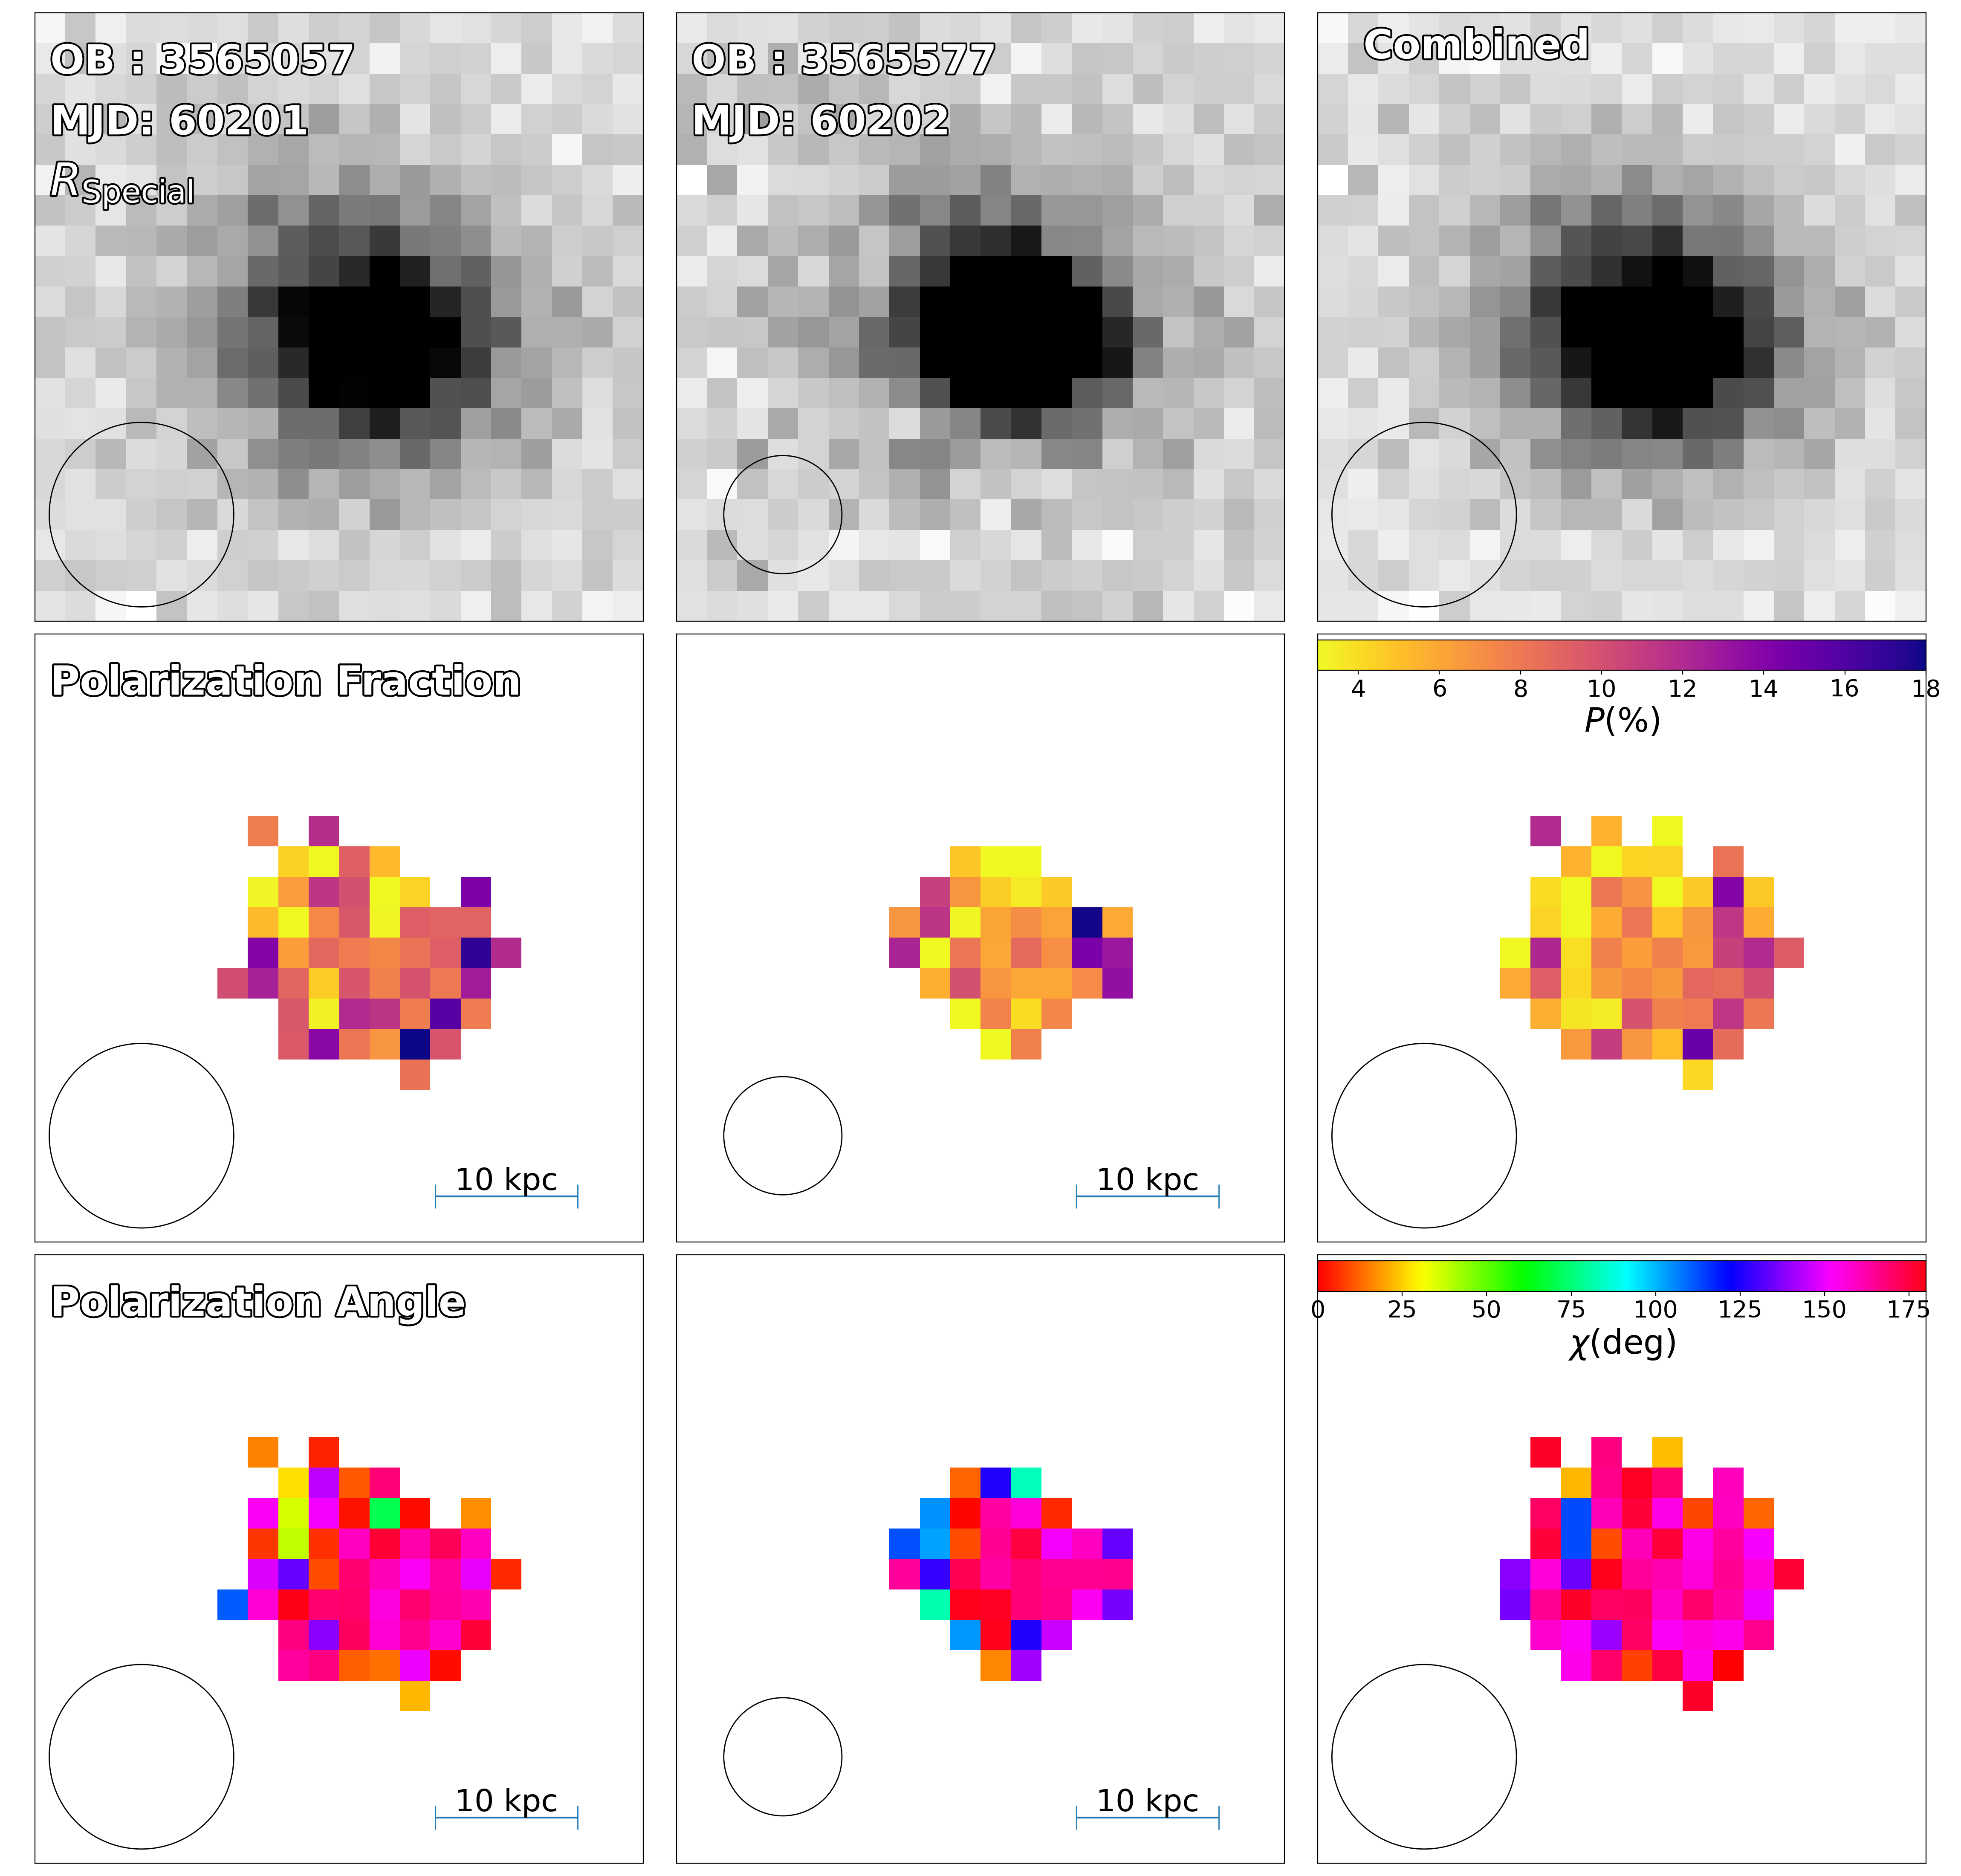 OB : 3565057
MJD: 60201
RSpecial
OB : 3565577
MJD: 60202
Combined
Polarization Fraction
10 kpc
10 kpc
4 6 8 10 12 14 16 18
P(%)
Polarization Angle
10 kpc
10 kpc
0 25 50 75 100 125 150 175
χ(deg)